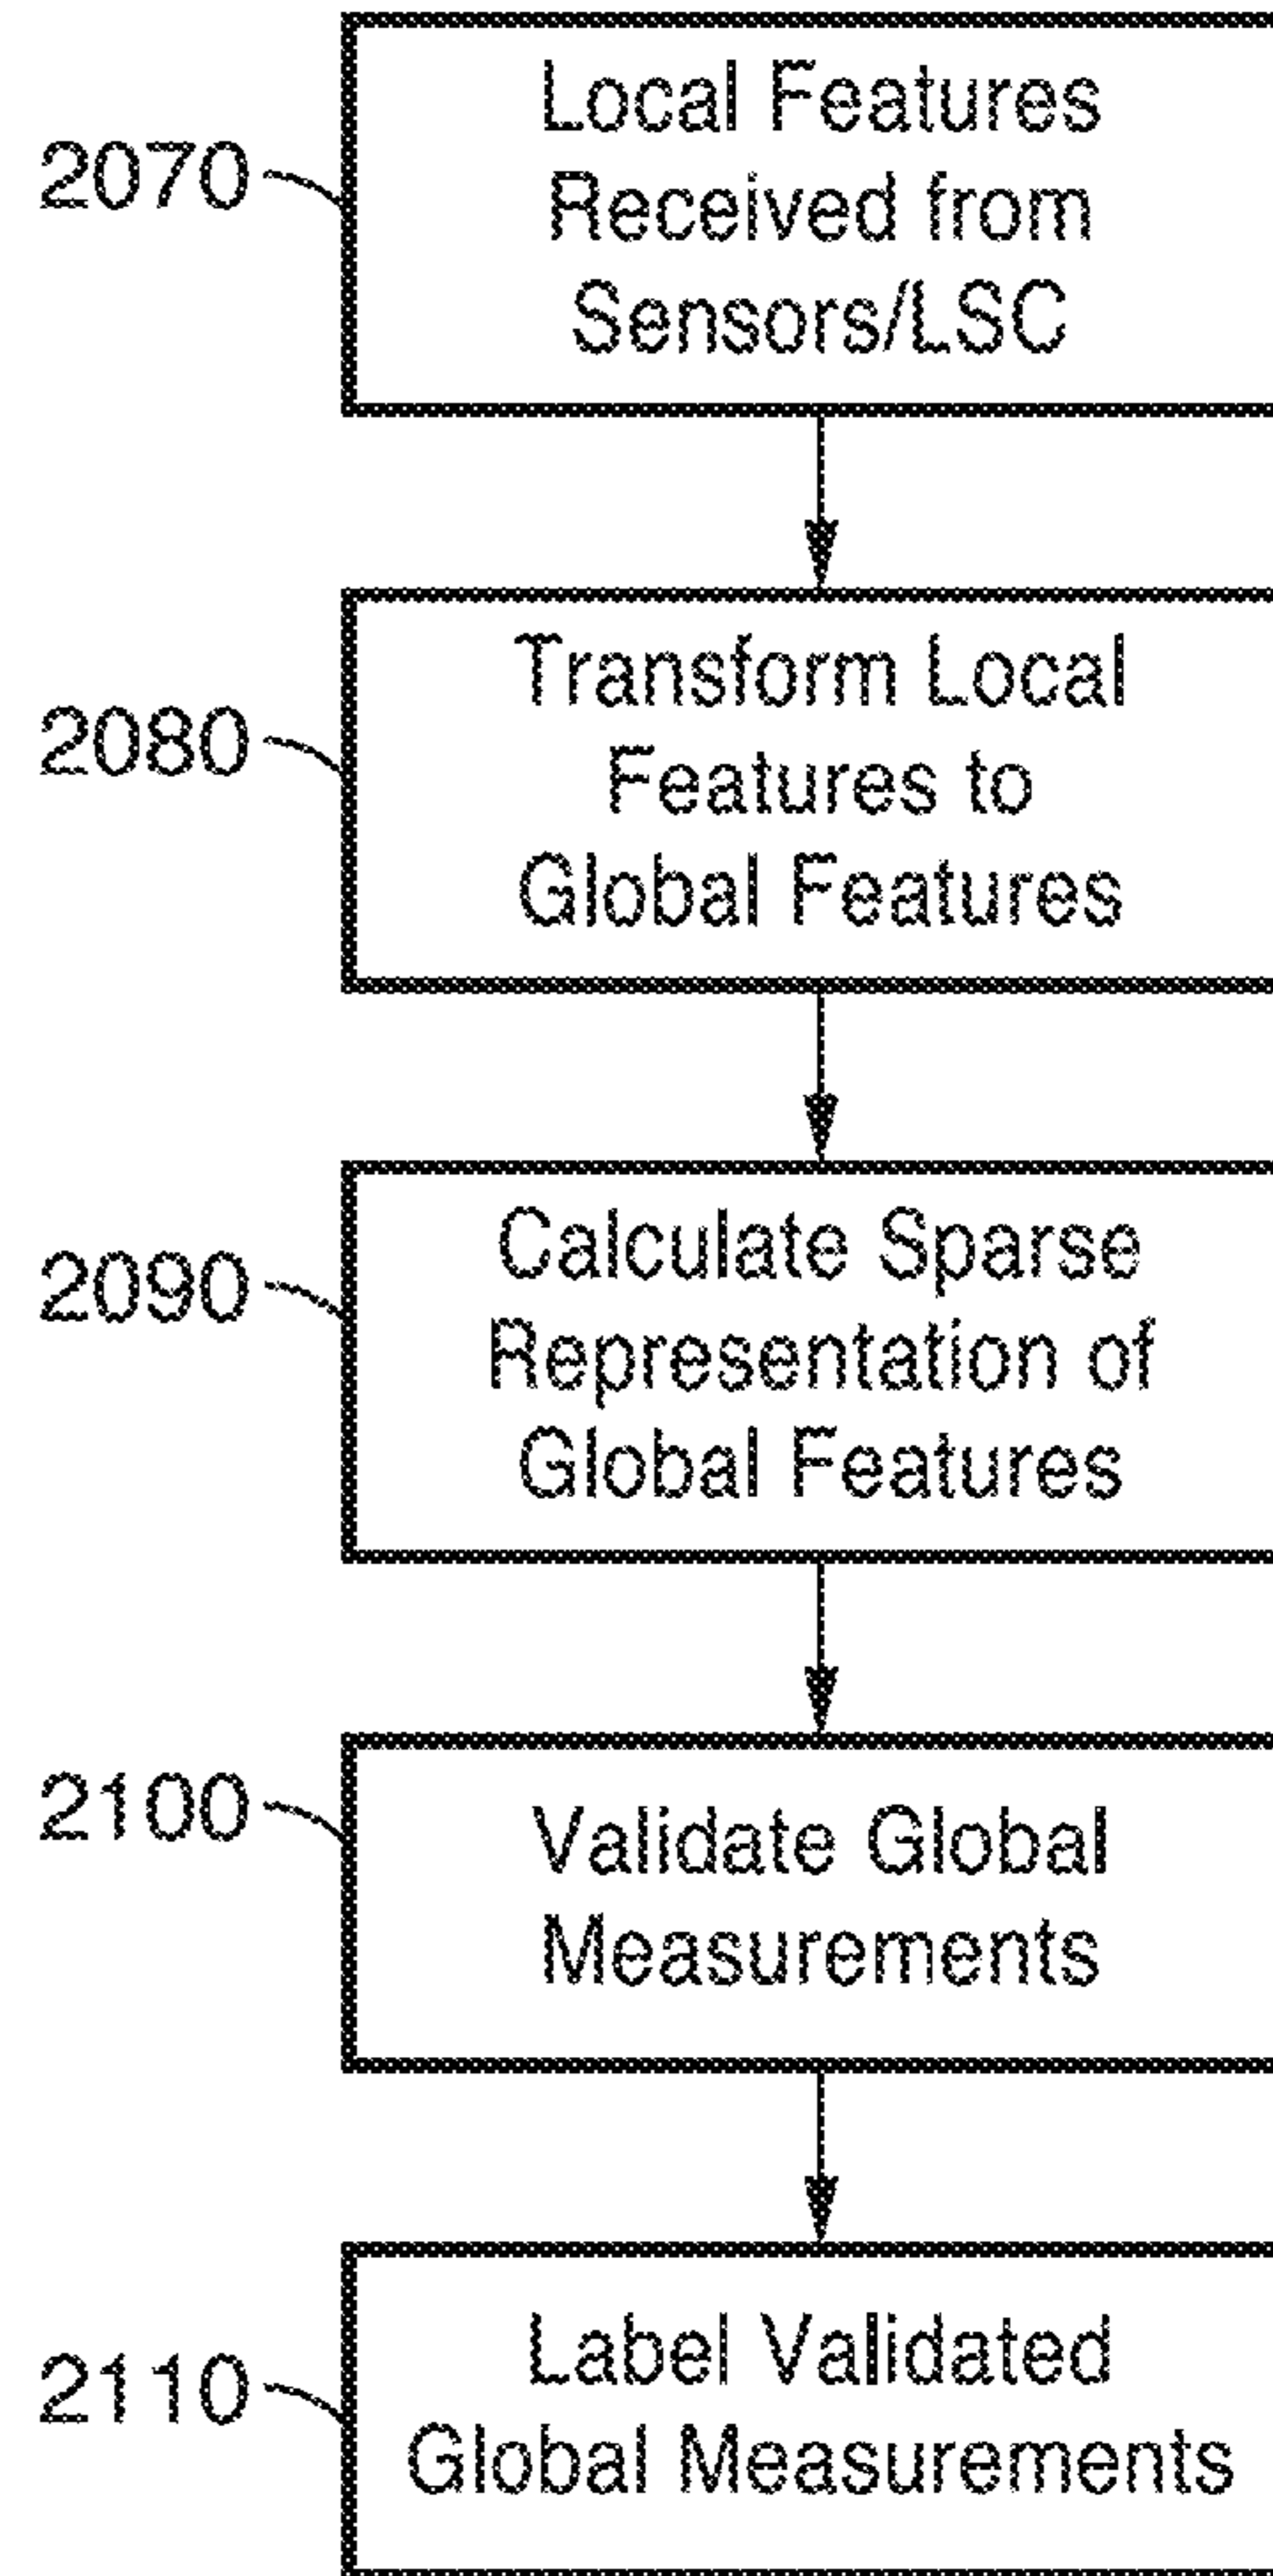 2070
Local Features
Received from
Sensors/LSC
2080
Transform Local
Features to
Global Features
2090
Calculate Sparse
Representation of
Global Features
2100
Validate Global
Measurements
2110
Label Validated
Global Measurements